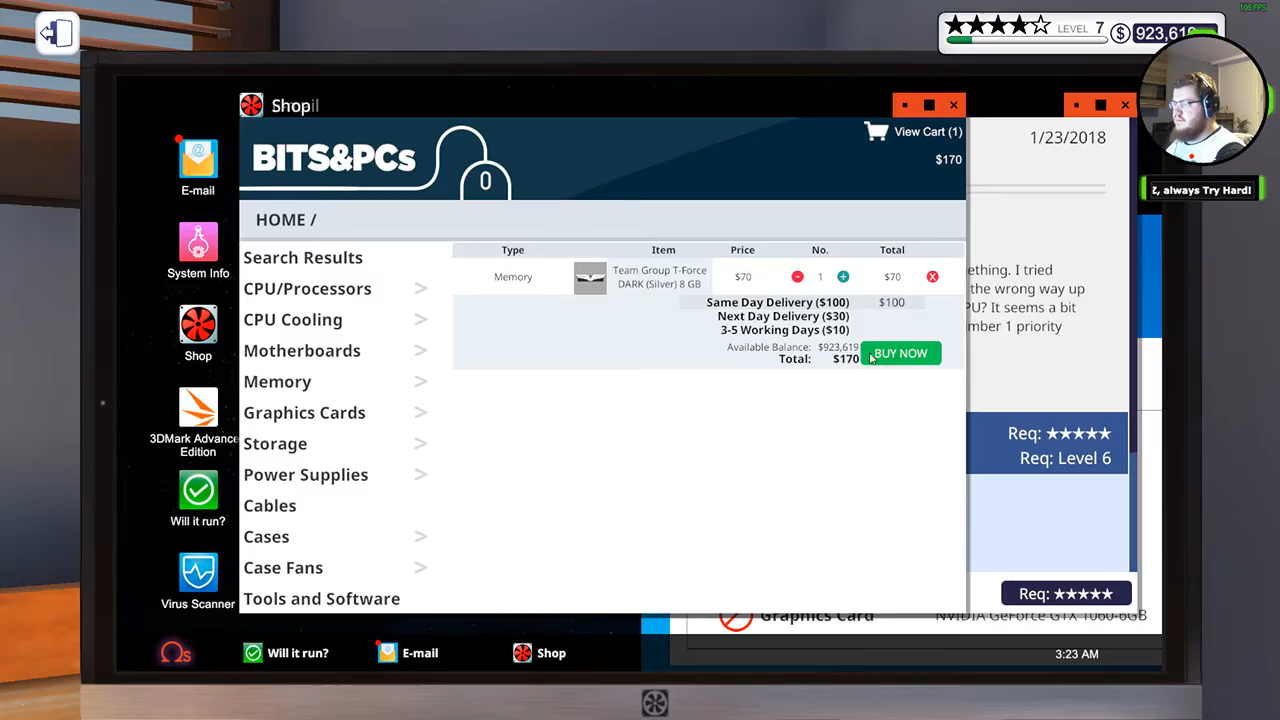 105 FPS
LEVEL 7
$ 923,619
Shop
BITS&PCs
View Cart (1)
$170
1/23/2018
Z, always Try Hard!
E-mail
HOME /
System Info
Type Item Price No. Total
Search Results
Memory Team Group T-Force $70 1 $70
DARK (Silver) 8 GB
ething. I tried
CPU/Processors
the wrong way up
Same Day Delivery ($100) $100
PU? It seems a bit
CPU Cooling
Next Day Delivery ($30)
mber 1 priority
3-5 Working Days ($10)
Shop
Motherboards
Available Balance: $923,619
BUY NOW
Total: $170
Memory
Graphics Cards
3DMark Advance
Edition
Req: ★★★★★
Storage
Req: Level 6
Power Supplies
Cables
Will it run?
Cases
Case Fans
Virus Scanner
Tools and Software
Req: ★★★★★
Graphics Card NVIDIA GeForce GTX 1060-6GB
Will it run?
E-mail
Shop
3:23 AM